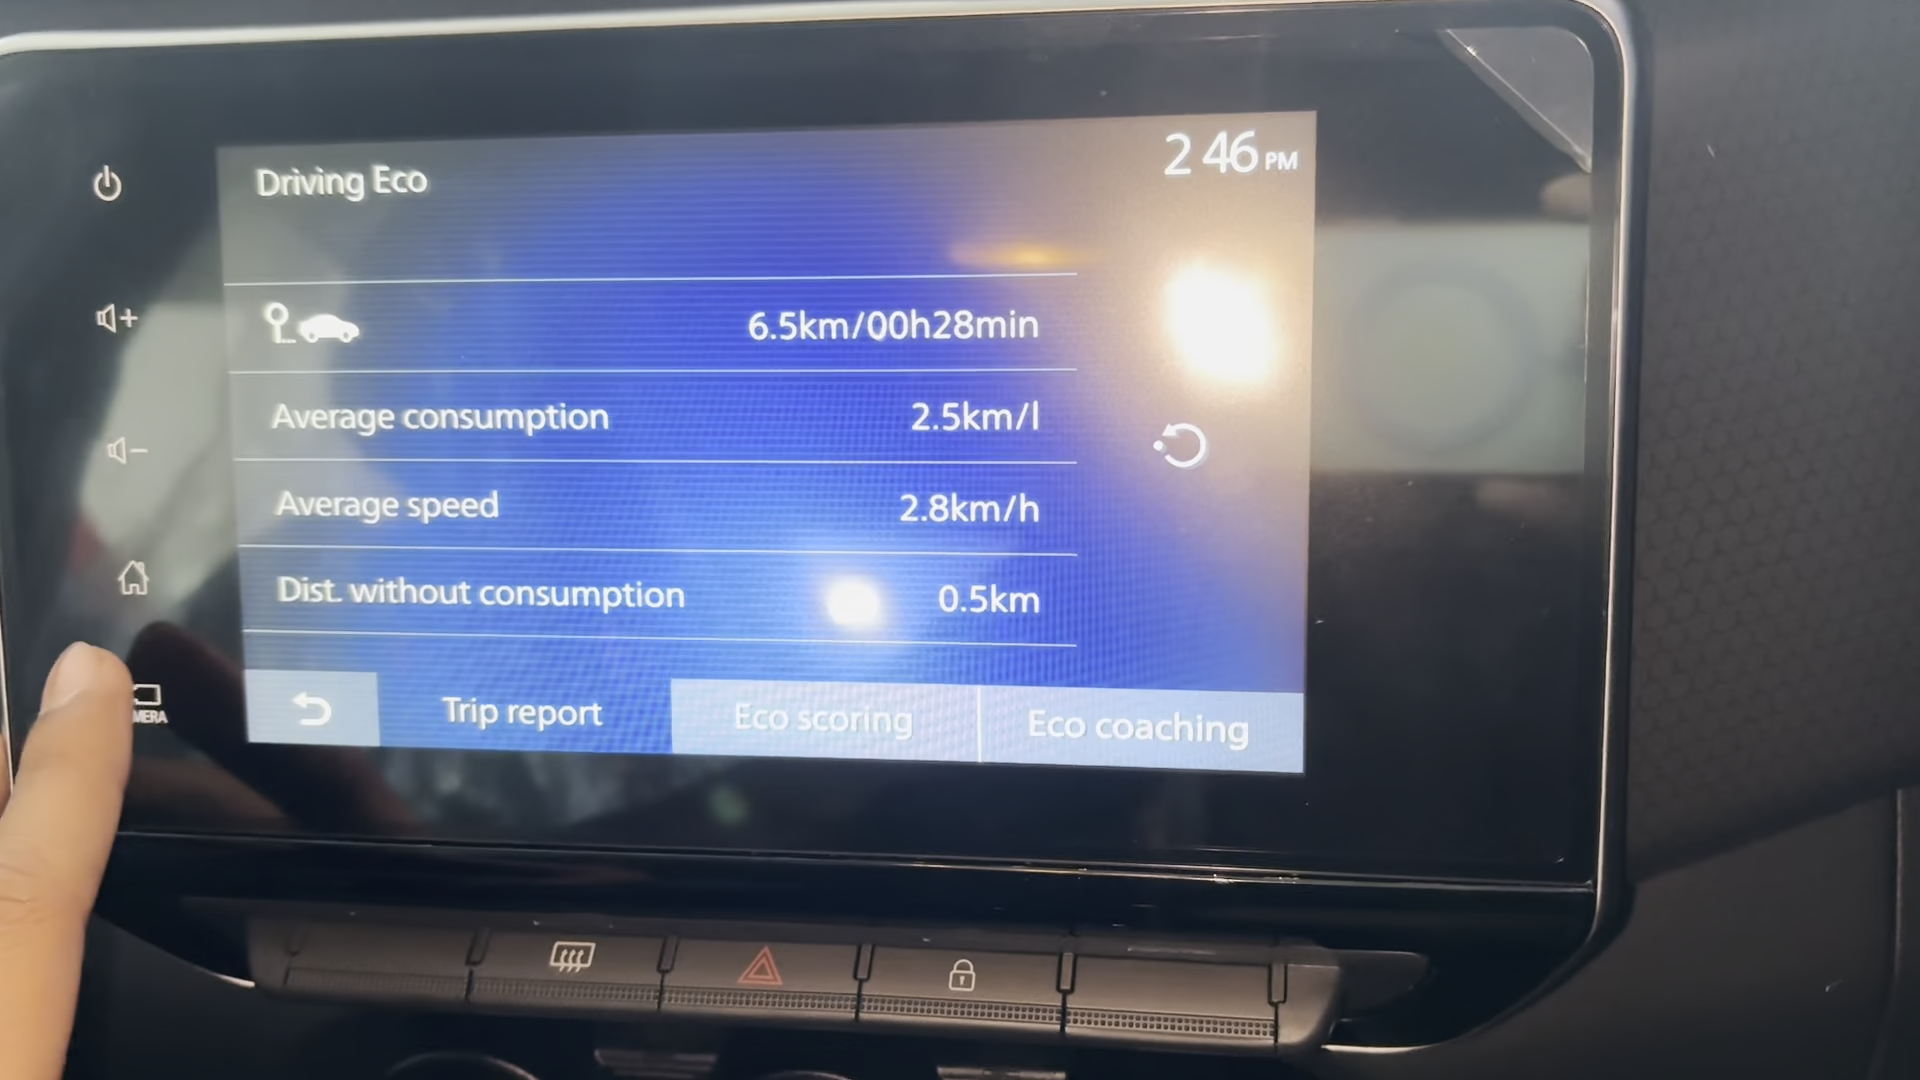 Driving Eco
2 46 PM
6.5km/00h28min
Average consumption 2.5km/l
Average speed 2.8km/h
Dist. without consumption 0.5km
Trip report Eco scoring Eco coaching